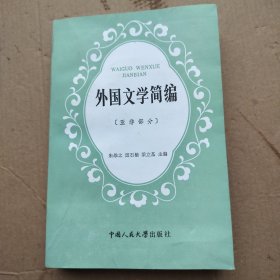 WAIGUO WENXUE
JIANBIAN
外国文学简编
〔亚非部分〕
朱维之 雷石榆 梁立基 主编
中国人民大学出版社